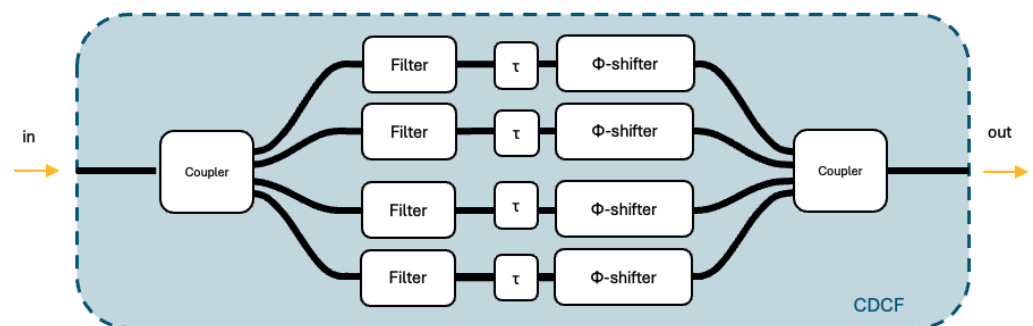 Filter τ Φ-shifter
in
Filter τ Φ-shifter
out
Coupler
Coupler
Filter τ Φ-shifter
Filter τ Φ-shifter
CDCF